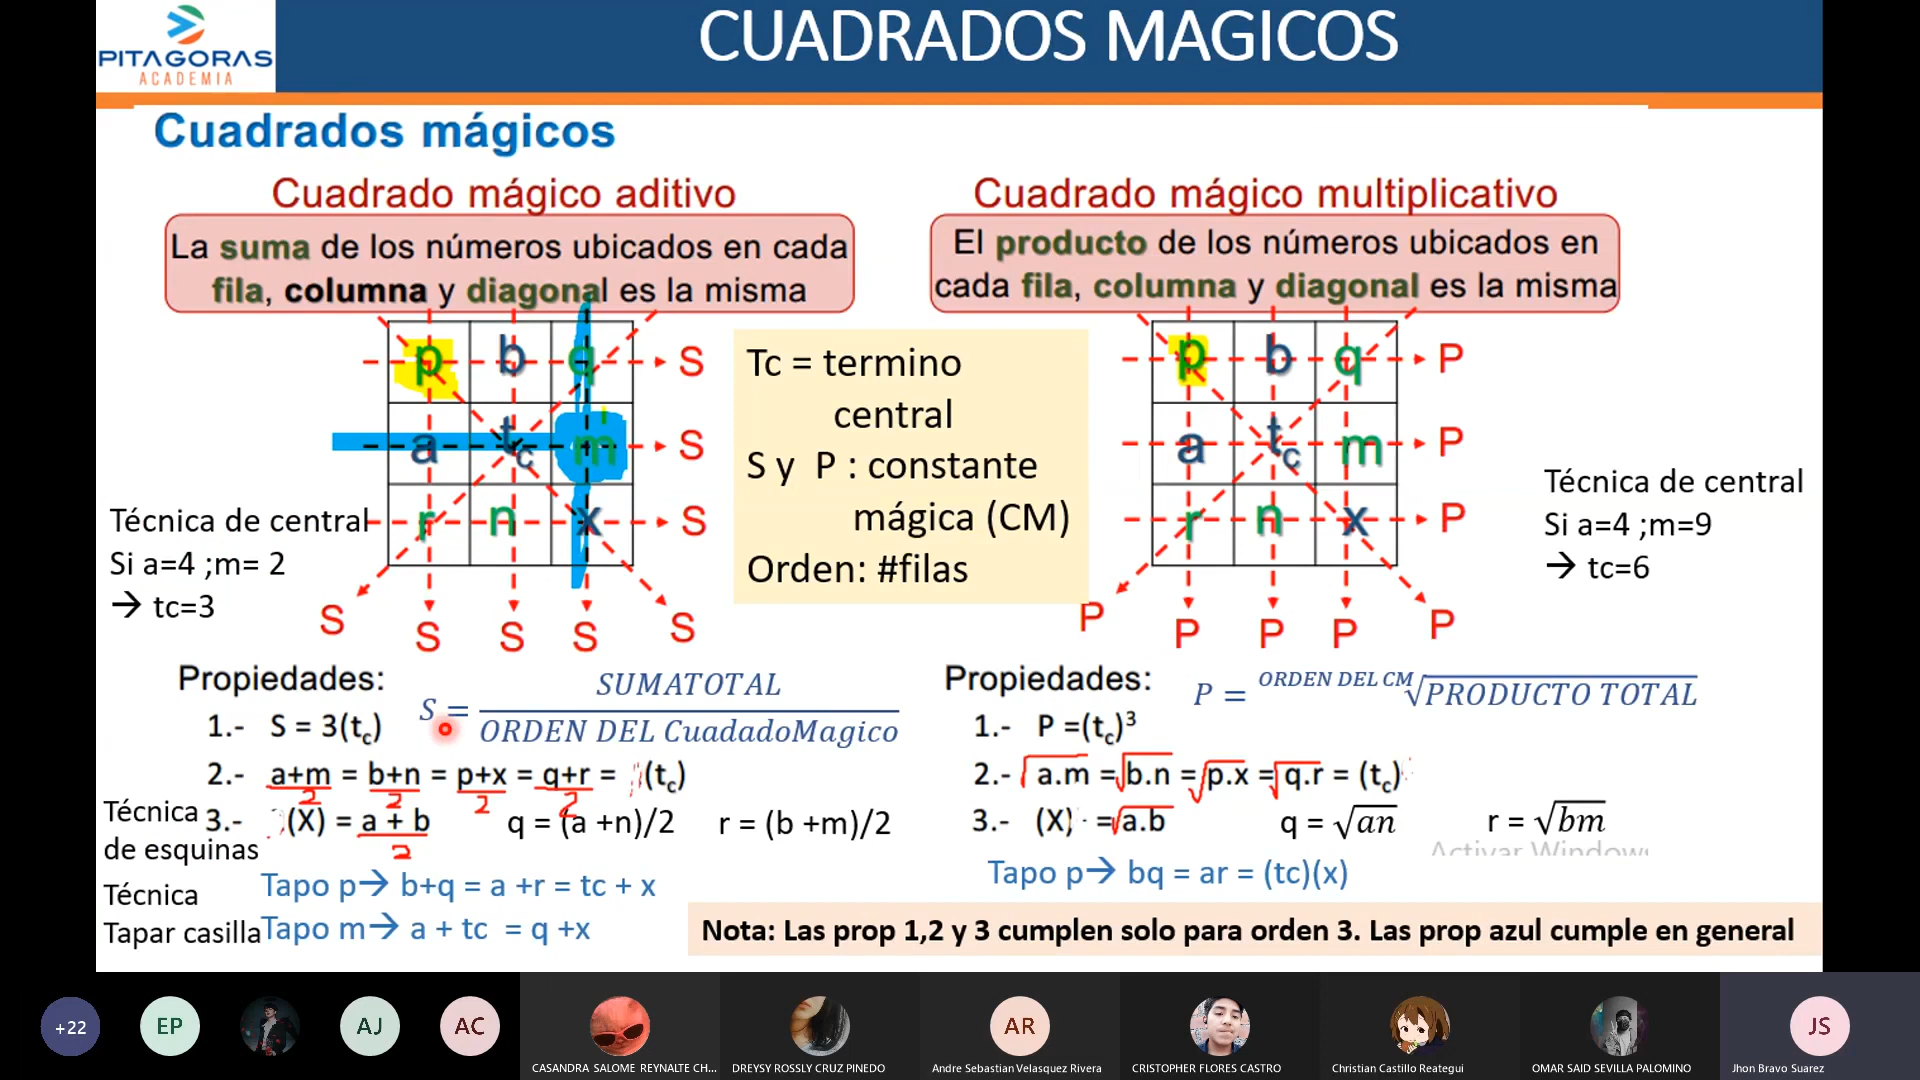 PITAGORAS
ACADEMIA
CUADRADOS MAGICOS
Cuadrados mágicos
Cuadrado mágico aditivo
La suma de los números ubicados en cada
fila, columna y diagonal es la misma
p b q S
a tc m S
r n x S
S S S S S
Técnica de central
Si a=4 ;m= 2
→ tc=3
Tc = termino
central
S y P : constante
mágica (CM)
Orden: #filas
Cuadrado mágico multiplicativo
El producto de los números ubicados en
cada fila, columna y diagonal es la misma
p b q P
a tc m P
r n x P
P P P P P
Técnica de central
Si a=4 ;m=9
→ tc=6
Propiedades:
S = SUMATOTAL / ORDEN DEL CuadadoMagico
1.- S = 3(tc)
2.- a+m/2 = b+n/2 = p+x/2 = q+r/2 = (tc)
3.- (X) = a + b/2 q = (a +n)/2 r = (b +m)/2
Técnica
de esquinas
Técnica
Tapar casilla
Tapo p→ b+q = a +r = tc + x
Tapo m→ a + tc = q +x
Propiedades:
P = ORDEN DEL CM√PRODUCTO TOTAL
1.- P =(tc)³
2.- √a.m = √b.n = √p.x = √q.r = (tc)
3.- (X) = √a.b q = √an r = √bm
Activar Windows
Tapo p→ bq = ar = (tc)(x)
Nota: Las prop 1,2 y 3 cumplen solo para orden 3. Las prop azul cumple en general
+22
EP
AJ
AC
AR
JS
CASANDRA SALOME REYNALTE CH...
DREYSY ROSSLY CRUZ PINEDO
Andre Sebastian Velasquez Rivera
CRISTOPHER FLORES CASTRO
Christian Castillo Reategui
OMAR SAID SEVILLA PALOMINO
Jhon Bravo Suarez